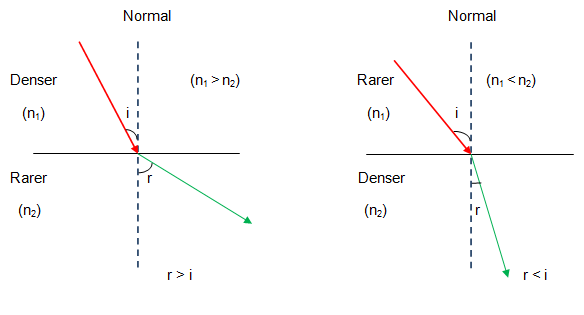 Normal
Denser
(n₁ > n₂)
(n₁)
i
Rarer
r
(n₂)
r > i
Normal
Rarer
(n₁ < n₂)
(n₁)
i
Denser
(n₂)
r
r < i